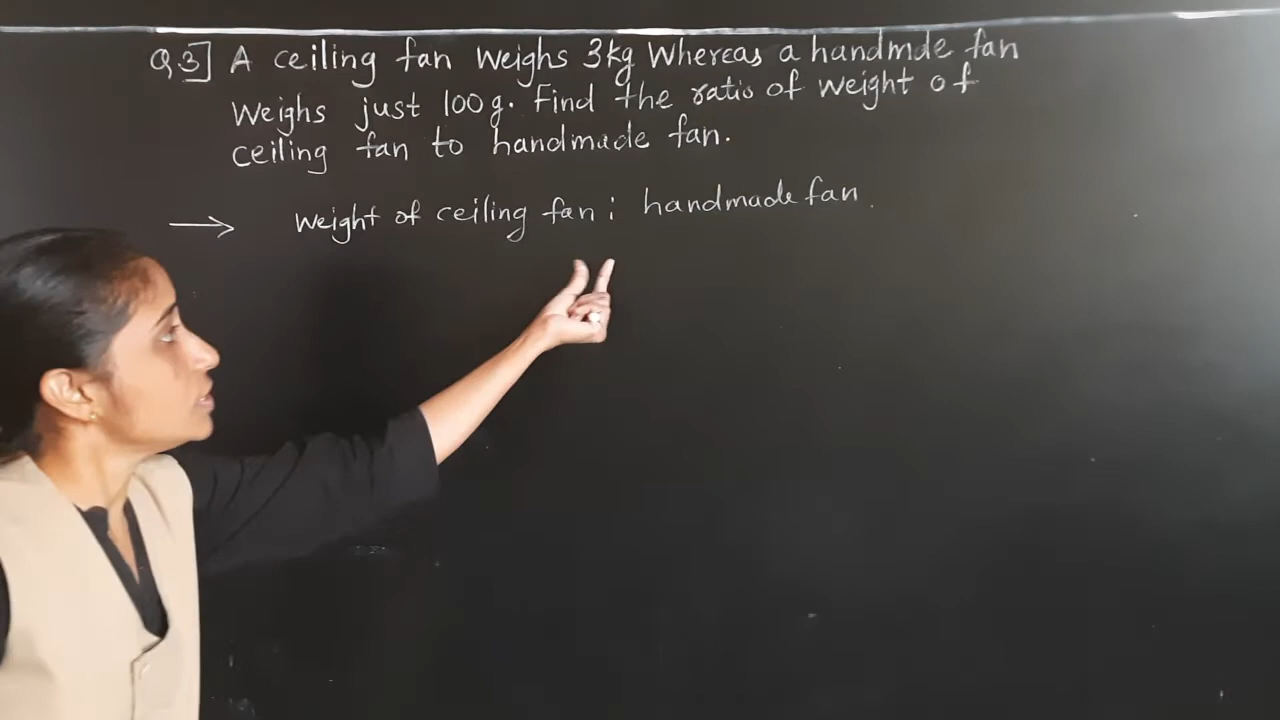 Q 3] A ceiling fan weighs 3kg Whereas a handmde fan
Weighs just 100 g. Find the ratio of weight of
ceiling fan to handmade fan.
→ Weight of ceiling fan : handmade fan.